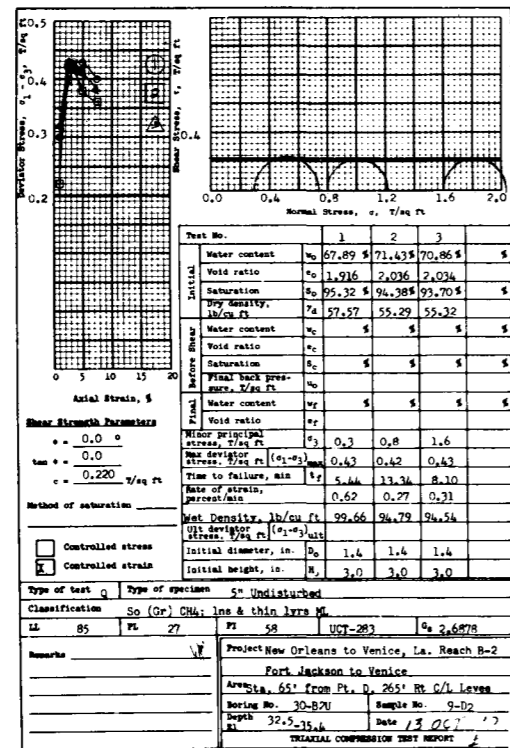 Deviator Stress, σ1 - σ3, T/sq ft
0.5
0.4
0.3
0.2
0 5 10 15 20
Axial Strain, %
Shear Stress, τ, T/sq ft
0.4
0.0 0.4 0.8 1.2 1.6 2.0
Normal Stress, σ, T/sq ft
Shear Strength Parameters
φ = 0.0 °
tan φ = 0.0
c = 0.220 T/sq ft
Method of saturation
Controlled stress
X Controlled strain
Test No. 1 2 3
Initial
Water content w0 67.89 % 71.43% 70.86 % %
Void ratio e0 1.916 2.036 2.034
Saturation S0 95.32 % 94.38% 93.70 % %
Dry density, lb/cu ft γd 57.57 55.29 55.32
Before Shear
Water content wc % % % %
Void ratio ec
Saturation Sc % % % %
Final back pressure, T/sq ft u0
Final
Water content wf % % % %
Void ratio ef
Minor principal stress, T/sq ft σ3 0.3 0.8 1.6
Max deviator stress, T/sq ft (σ1-σ3)max 0.43 0.42 0.43
Time to failure, min tf 5.44 13.34 8.10
Rate of strain, percent/min 0.62 0.27 0.31
Wet Density, lb/cu ft 99.66 94.79 94.54
Ult deviator stress, T/sq ft (σ1-σ3)ult
Initial diameter, in. D0 1.4 1.4 1.4
Initial height, in. H0 3.0 3.0 3.0
Type of test Q Type of specimen 5" Undisturbed
Classification So (Gr) CH4; lns & thin lyrs ML
LL 85 PL 27 PI 58 UCT-283 Gs 2.6878
Remarks
Project New Orleans to Venice, La. Reach B-2
Fort Jackson to Venice
Area Sta. 65' from Pt. D, 265' Rt C/L Levee
Boring No. 30-B2U Sample No. 9-D2
Depth El 32.5-35.4 Date 13 OCT
TRIAXIAL COMPRESSION TEST REPORT